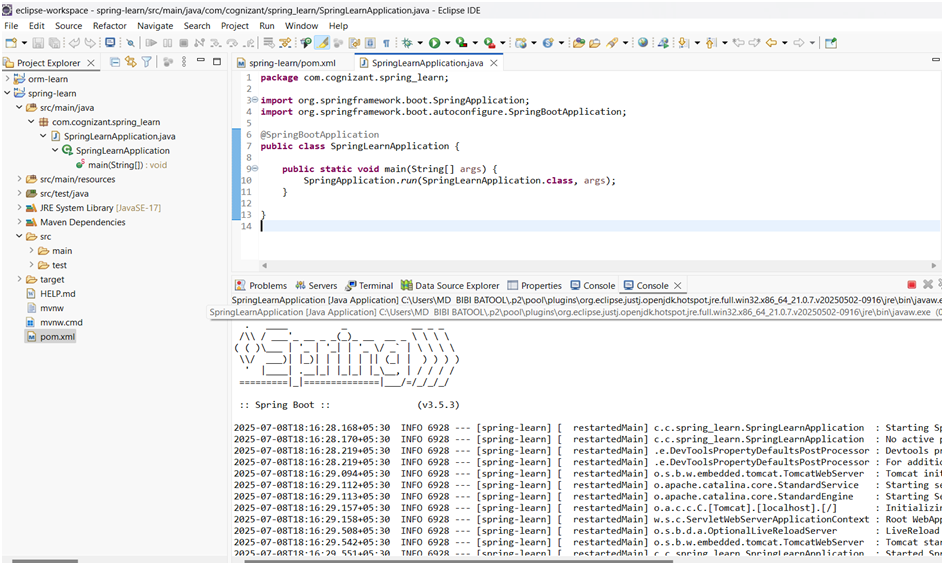 eclipse-workspace - spring-learn/src/main/java/com/cognizant/spring_learn/SpringLearnApplication.java - Eclipse IDE
File Edit Source Refactor Navigate Search Project Run Window Help
Project Explorer
orm-learn
spring-learn
src/main/java
com.cognizant.spring_learn
SpringLearnApplication.java
SpringLearnApplication
main(String[]) : void
src/main/resources
src/test/java
JRE System Library [JavaSE-17]
Maven Dependencies
src
main
test
target
HELP.md
mvnw
mvnw.cmd
pom.xml
spring-learn/pom.xml SpringLearnApplication.java
1 package com.cognizant.spring_learn;
2
3 import org.springframework.boot.SpringApplication;
4 import org.springframework.boot.autoconfigure.SpringBootApplication;
5
6 @SpringBootApplication
7 public class SpringLearnApplication {
8
9 public static void main(String[] args) {
10 SpringApplication.run(SpringLearnApplication.class, args);
11 }
12
13 }
14
Problems Servers Terminal Data Source Explorer Properties Console Console
SpringLearnApplication [Java Application] C:\Users\MD BIBI BATOOL\.p2\pool\plugins\org.eclipse.justj.openjdk.hotspot.jre.full.win32.x86_64_21.0.7.v20250502-0916\jre\bin\javaw.e
SpringLearnApplication [Java Application] C:\Users\MD BIBI BATOOL\.p2\pool\plugins\org.eclipse.justj.openjdk.hotspot.jre.full.win32.x86_64_21.0.7.v20250502-0916\jre\bin\javaw.exe (0
:: Spring Boot :: (v3.5.3)
2025-07-08T18:16:28.168+05:30 INFO 6928 --- [spring-learn] [ restartedMain] c.c.spring_learn.SpringLearnApplication : Starting Sp
2025-07-08T18:16:28.170+05:30 INFO 6928 --- [spring-learn] [ restartedMain] c.c.spring_learn.SpringLearnApplication : No active p
2025-07-08T18:16:28.219+05:30 INFO 6928 --- [spring-learn] [ restartedMain] .e.DevToolsPropertyDefaultsPostProcessor : Devtools pr
2025-07-08T18:16:28.219+05:30 INFO 6928 --- [spring-learn] [ restartedMain] .e.DevToolsPropertyDefaultsPostProcessor : For additio
2025-07-08T18:16:29.094+05:30 INFO 6928 --- [spring-learn] [ restartedMain] o.s.b.w.embedded.tomcat.TomcatWebServer : Tomcat init
2025-07-08T18:16:29.112+05:30 INFO 6928 --- [spring-learn] [ restartedMain] o.apache.catalina.core.StandardService : Starting se
2025-07-08T18:16:29.113+05:30 INFO 6928 --- [spring-learn] [ restartedMain] o.apache.catalina.core.StandardEngine : Starting Se
2025-07-08T18:16:29.157+05:30 INFO 6928 --- [spring-learn] [ restartedMain] o.a.c.c.C.[Tomcat].[localhost].[/] : Initializin
2025-07-08T18:16:29.158+05:30 INFO 6928 --- [spring-learn] [ restartedMain] w.s.c.ServletWebServerApplicationContext : Root WebApp
2025-07-08T18:16:29.508+05:30 INFO 6928 --- [spring-learn] [ restartedMain] o.s.b.d.a.OptionalLiveReloadServer : LiveReload
2025-07-08T18:16:29.542+05:30 INFO 6928 --- [spring-learn] [ restartedMain] o.s.b.w.embedded.tomcat.TomcatWebServer : Tomcat star
2025-07-08T18:16:29.551+05:30 INFO 6928 --- [spring-learn] [ restartedMain] c.c.spring_learn.SpringLearnApplication : Started Spr